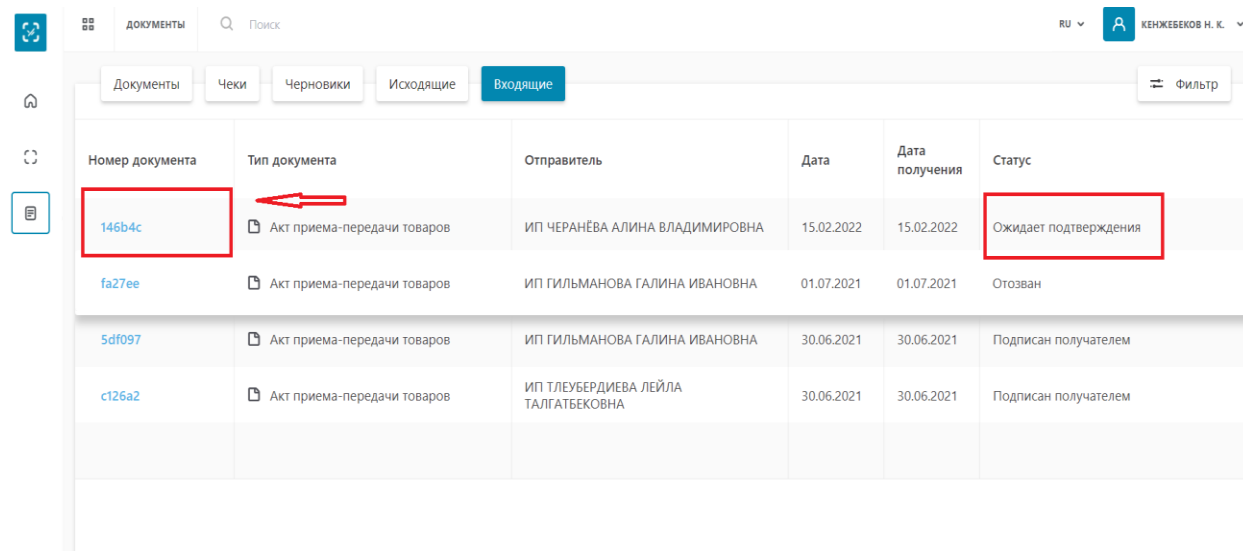 ДОКУМЕНТЫ Поиск RU КЕНЖЕБЕКОВ Н. К.
Документы Чеки Черновики Исходящие Входящие Фильтр
Номер документа Тип документа Отправитель Дата Дата получения Статус
146b4c Акт приема-передачи товаров ИП ЧЕРАНЁВА АЛИНА ВЛАДИМИРОВНА 15.02.2022 15.02.2022 Ожидает подтверждения
fa27ee Акт приема-передачи товаров ИП ГИЛЬМАНОВА ГАЛИНА ИВАНОВНА 01.07.2021 01.07.2021 Отозван
5df097 Акт приема-передачи товаров ИП ГИЛЬМАНОВА ГАЛИНА ИВАНОВНА 30.06.2021 30.06.2021 Подписан получателем
c126a2 Акт приема-передачи товаров ИП ТЛЕУБЕРДИЕВА ЛЕЙЛА ТАЛГАТБЕКОВНА 30.06.2021 30.06.2021 Подписан получателем